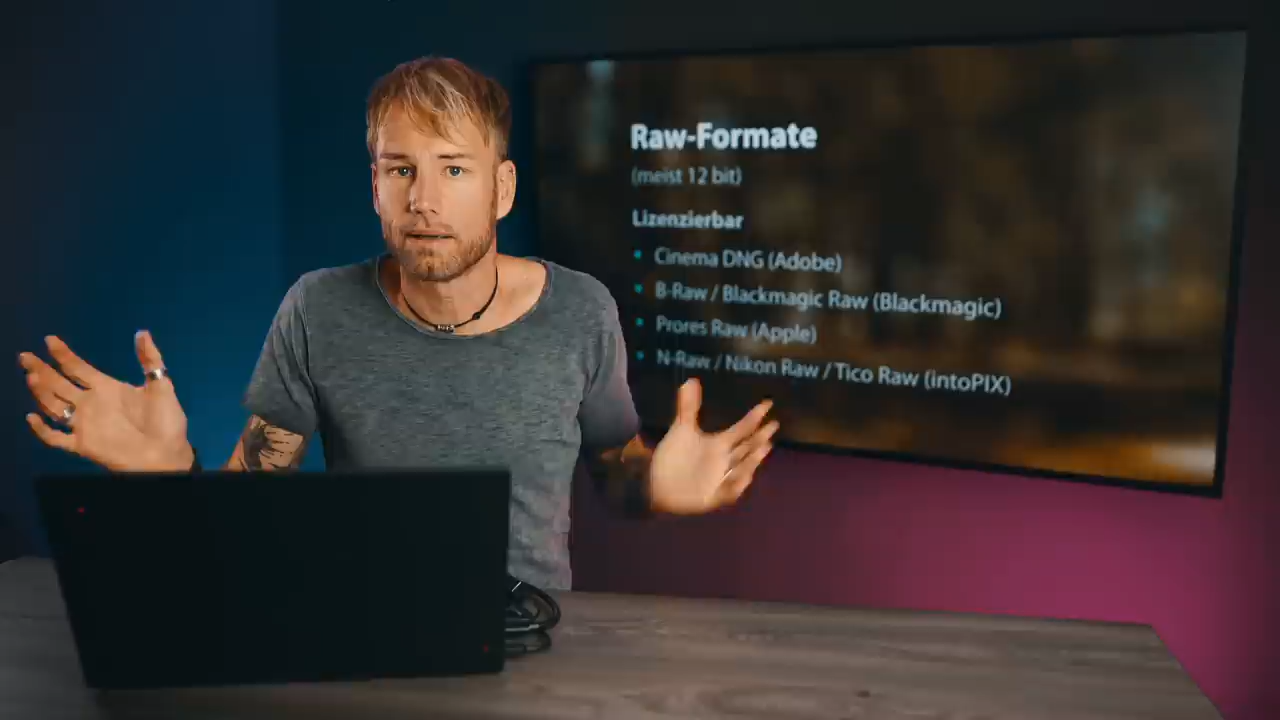 Raw-Formate
(meist 12 bit)
Lizenzierbar
• Cinema DNG (Adobe)
• B-Raw / Blackmagic Raw (Blackmagic)
• Prores Raw (Apple)
• N-Raw / Nikon Raw / Tico Raw (intoPIX)